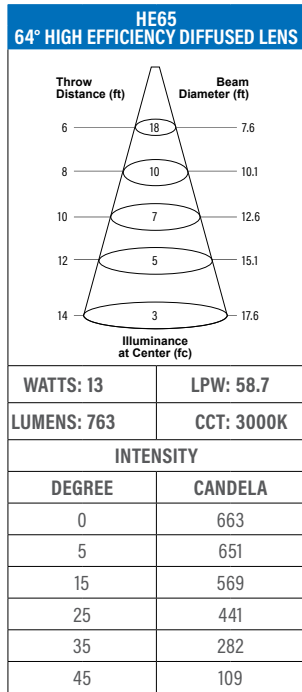 HE65
64° HIGH EFFICIENCY DIFFUSED LENS
Throw Distance (ft)
Beam Diameter (ft)
6 18 7.6
8 10 10.1
10 7 12.6
12 5 15.1
14 3 17.6
Illuminance
at Center (fc)
WATTS: 13 LPW: 58.7
LUMENS: 763 CCT: 3000K
INTENSITY
DEGREE CANDELA
0 663
5 651
15 569
25 441
35 282
45 109